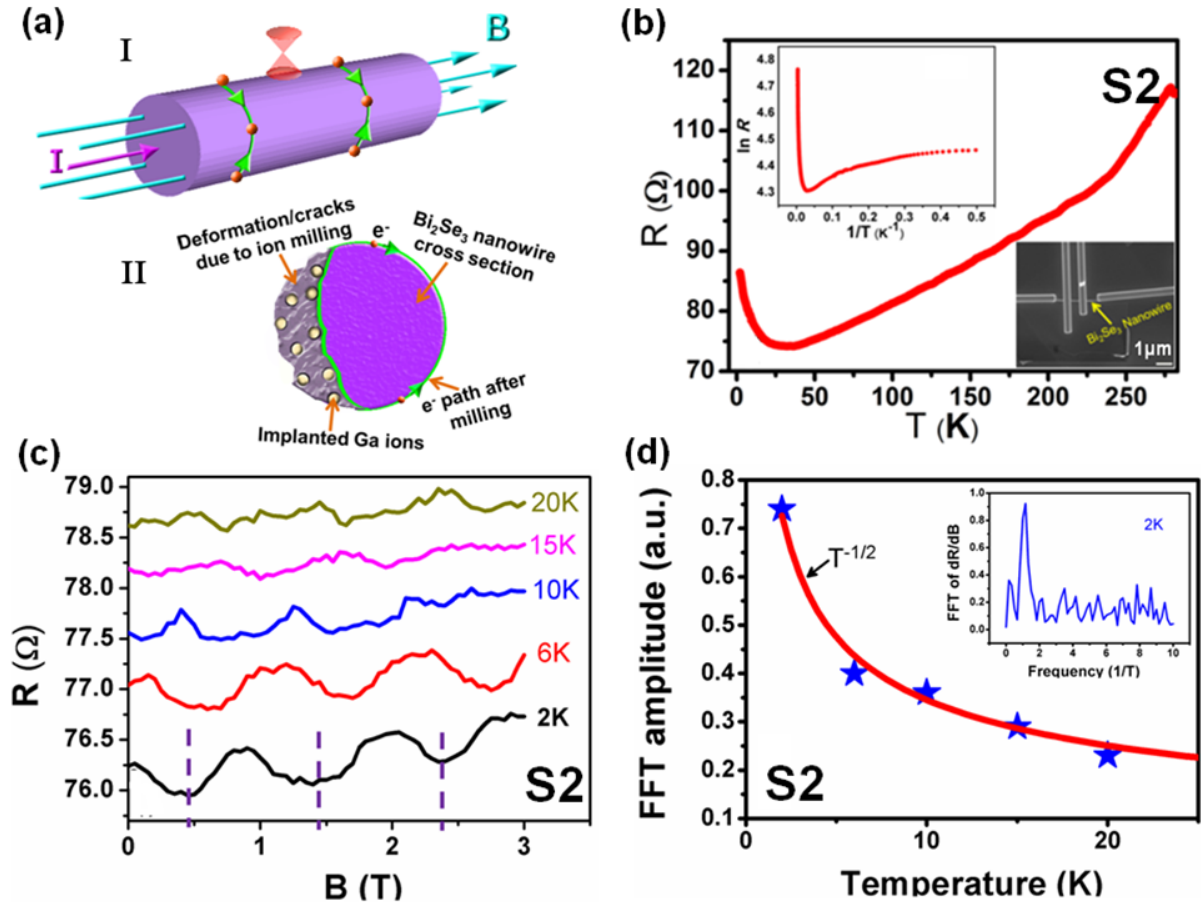 (a)
I
B
I
Deformation/cracks
due to ion milling
e-
Bi2Se3 nanowire
cross section
II
e- path after
milling
Implanted Ga ions
(b)
S2
R (Ω)
125
120
110
100
90
80
70
0
50
100
150
200
250
T (K)
ln R
4.8
4.7
4.6
4.5
4.4
4.3
0.0
0.1
0.2
0.3
0.4
0.5
0.6
1/T (K-1)
Bi2Se3 Nanowire
1μm
(c)
R (Ω)
79.0
78.5
78.0
77.5
77.0
76.5
76.0
20K
15K
10K
6K
2K
S2
0
1
2
3
B (T)
(d)
FFT amplitude (a.u.)
0.8
0.7
0.6
0.5
0.4
0.3
0.2
0.1
T-1/2
S2
0
10
20
Temperature (K)
FFT of dR/dB
1.0
0.8
0.6
0.4
0.2
0.0
2K
0
2
4
6
8
10
Frequency (1/T)